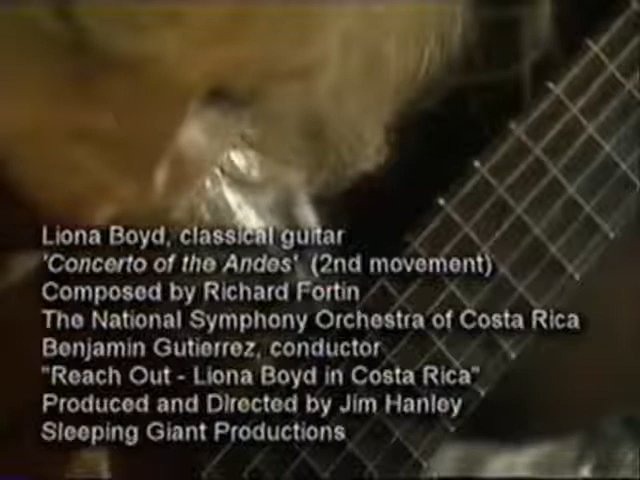 Liona Boyd, classical guitar
'Concerto of the Andes' (2nd movement)
Composed by Richard Fortin
The National Symphony Orchestra of Costa Rica
Benjamin Gutierrez, conductor
"Reach Out - Liona Boyd in Costa Rica"
Produced and Directed by Jim Hanley
Sleeping Giant Productions